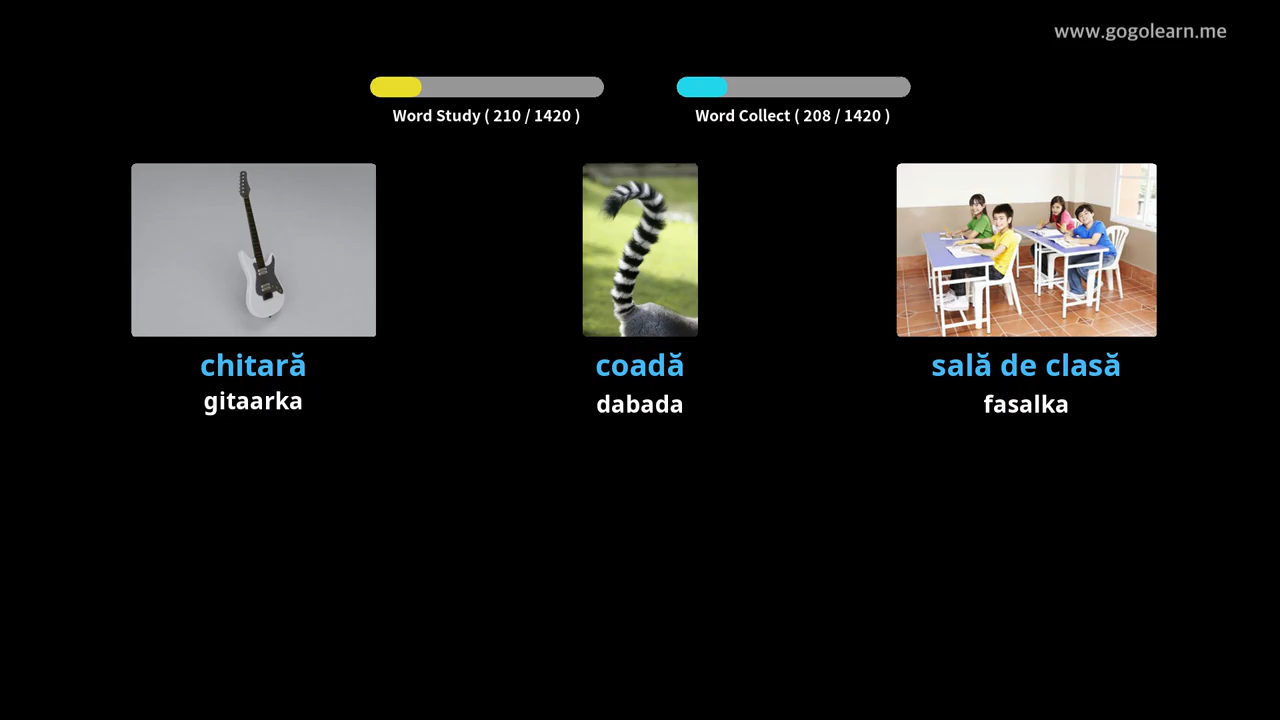 www.gogolearn.me
Word Study ( 210 / 1420 )
Word Collect ( 208 / 1420 )
chitară
gitaarka
coadă
dabada
sală de clasă
fasalka